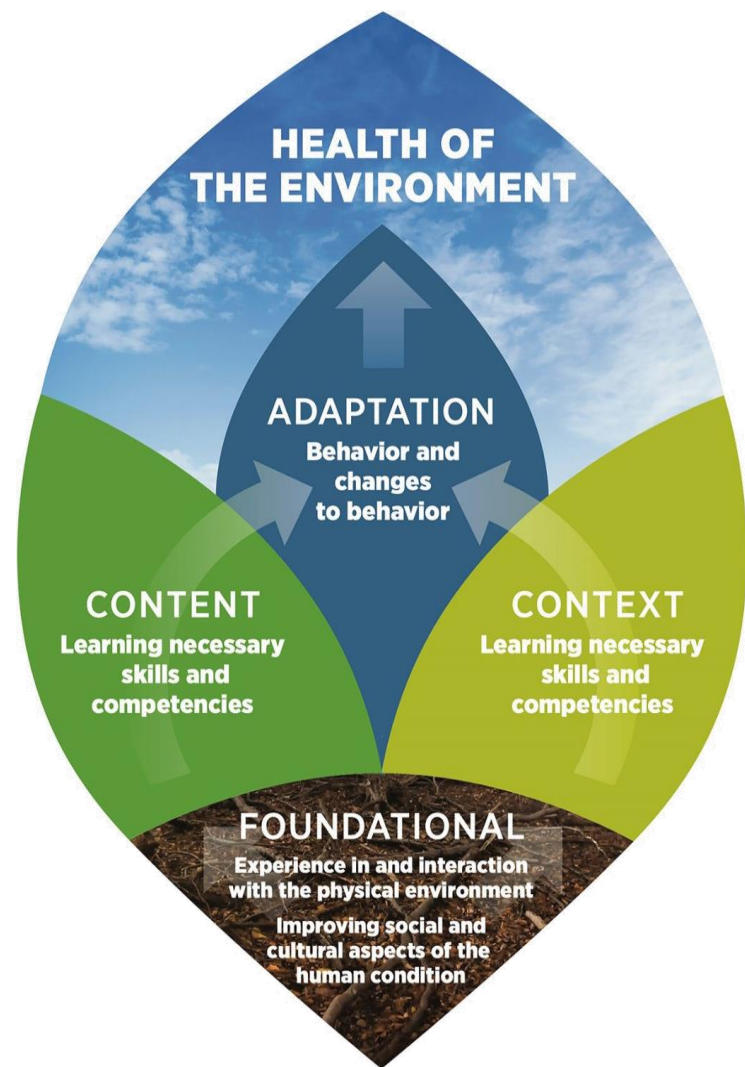 HEALTH OF
THE ENVIRONMENT
ADAPTATION
Behavior and
changes
to behavior
CONTENT
Learning necessary
skills and
competencies
CONTEXT
Learning necessary
skills and
competencies
FOUNDATIONAL
Experience in and interaction
with the physical environment
Improving social and
cultural aspects of the
human condition